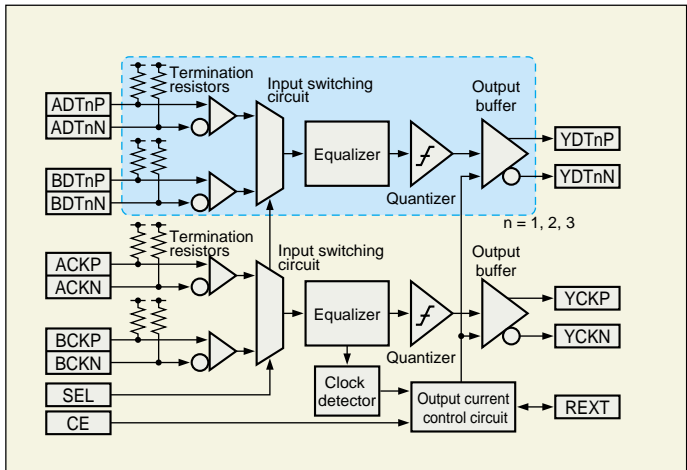 Termination
resistors
Input switching
circuit
Output
buffer
ADTnP
ADTnN
BDTnP
BDTnN
Equalizer
Quantizer
YDTnP
YDTnN
n = 1, 2, 3
Termination
resistors
Input switching
circuit
Output
buffer
ACKP
ACKN
BCKP
BCKN
Equalizer
Quantizer
YCKP
YCKN
SEL
CE
Clock
detector
Output current
control circuit
REXT